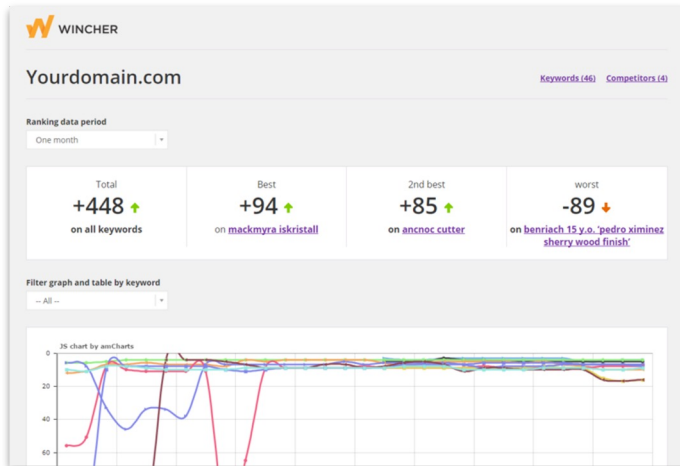 WINCHER
Yourdomain.com
Keywords (46) Competitors (4)
Ranking data period
One month
Total
+448
on all keywords
Best
+94
on mackmyra iskristall
2nd best
+85
on ancnoc cutter
worst
-89
on benriach 15 y.o. 'pedro ximinez
sherry wood finish'
Filter graph and table by keyword
-- All --
JS chart by amCharts
0
20
40
60